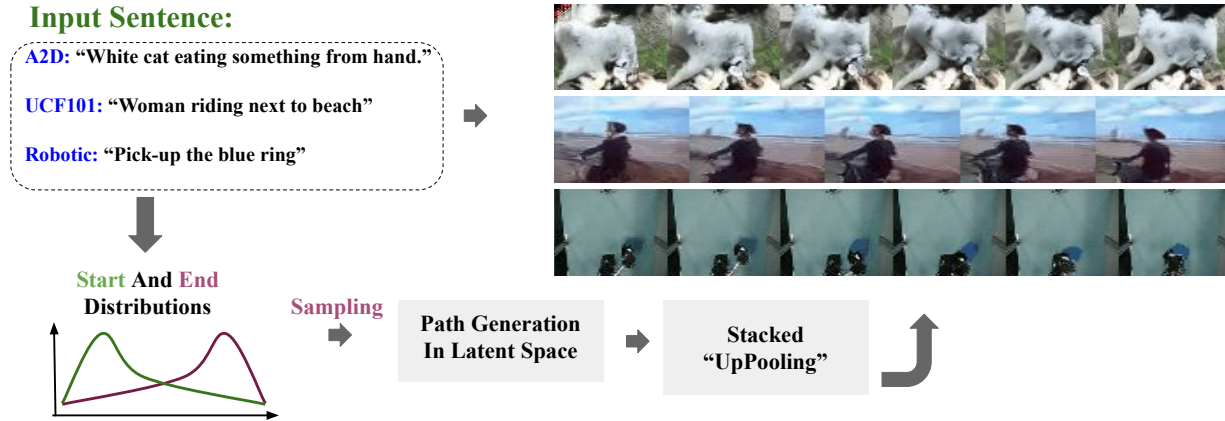 Input Sentence:
A2D: “White cat eating something from hand.”
UCF101: “Woman riding next to beach”
Robotic: “Pick-up the blue ring”
Start And End
Distributions
Sampling
Path Generation
In Latent Space
Stacked
“UpPooling”